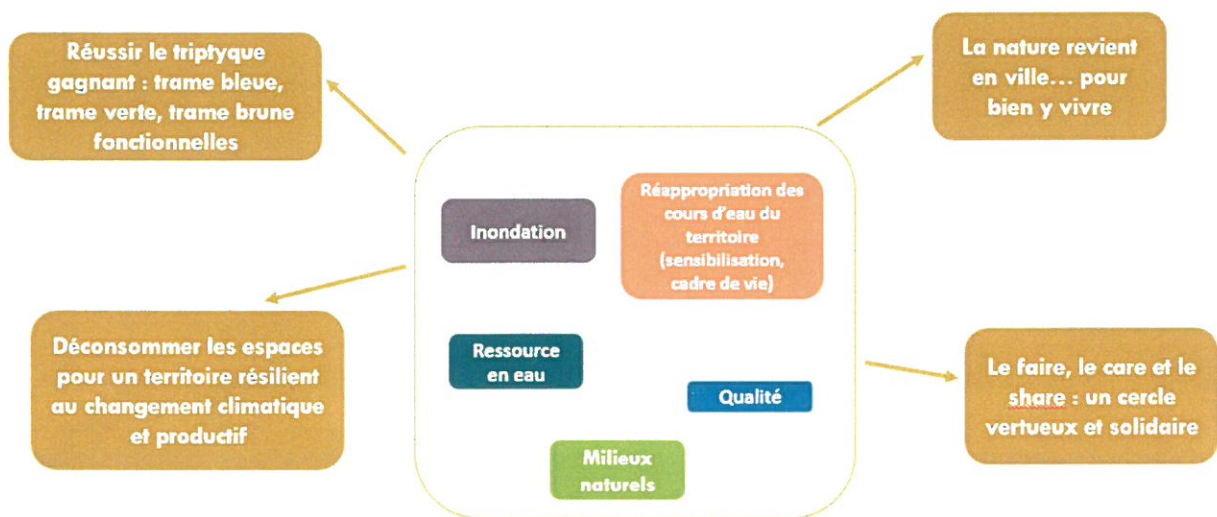 Réussir le triptyque
gagnant : trame bleue,
trame verte, trame brune
fonctionnelles
La nature revient
en ville... pour
bien y vivre
Inondation
Réappropriation des
cours d'eau du
territoire
(sensibilisation,
cadre de vie)
Déconsommer les espaces
pour un territoire résilient
au changement climatique
et productif
Ressource
en eau
Qualité
Le faire, le care et le
share : un cercle
vertueux et solidaire
Milieux
naturels